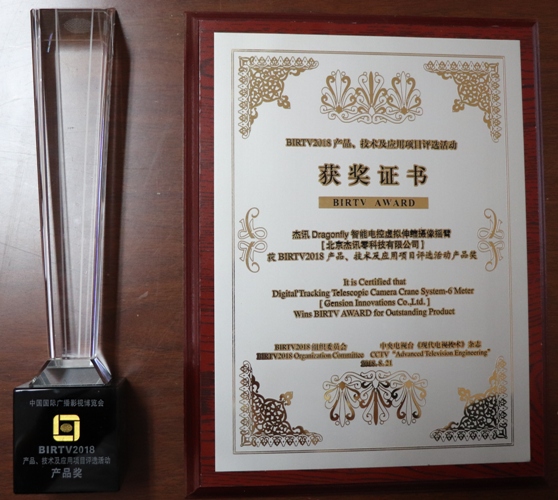 中国国际广播影视博览会
BIRTV2018
产品、技术及应用项目评选活动
产品奖
BIRTV2018 产品、技术及应用项目评选活动
获奖证书
BIRTV AWARD
杰讯 Dragonfly 智能电控虚拟伸缩摄像摇臂
[ 北京杰讯零科技有限公司 ]
获 BIRTV2018 产品、技术及应用项目评选活动产品奖
It is Certified that
Digital Tracking Telescopic Camera Crane System-6 Meter
[ Gension Innovations Co.,Ltd.]
Wins BIRTV AWARD for Outstanding Product
BIRTV2018 组织委员会 中央电视台《现代电视技术》杂志
BIRTV2018 Organization Committee CCTV "Advanced Television Engineering"
2018. 8. 21